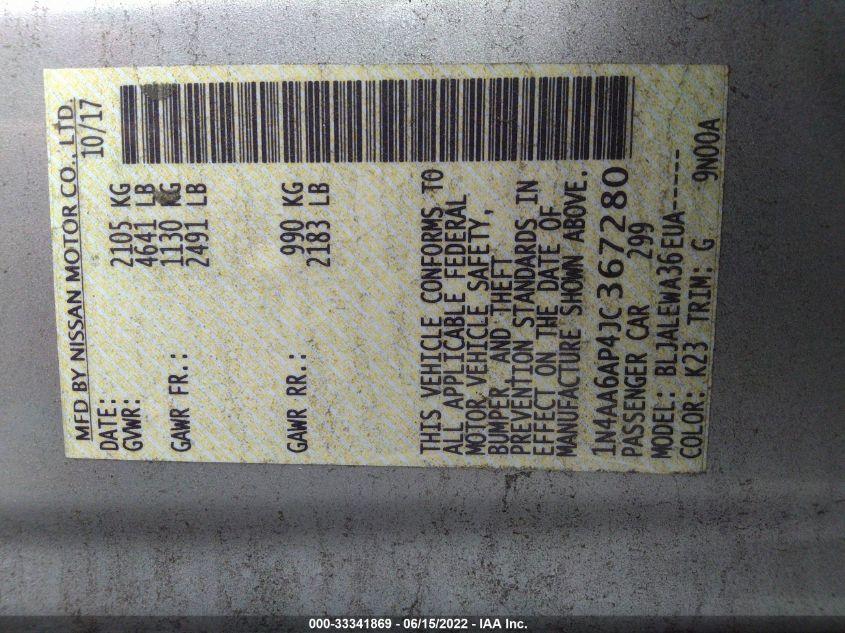 MFD BY NISSAN MOTOR CO., LTD.
DATE: 10/17
GVWR: 2105 KG
4641 LB
GAWR FR.: 1130 KG
2491 LB
GAWR RR.: 990 KG
2183 LB
THIS VEHICLE CONFORMS TO
ALL APPLICABLE FEDERAL
MOTOR VEHICLE SAFETY,
BUMPER, AND THEFT
PREVENTION STANDARDS IN
EFFECT ON THE DATE OF
MANUFACTURE SHOWN ABOVE.
1N4AA6AP4JC367280
PASSENGER CAR 299
MODEL: BLJALEWA36EUA-----
COLOR: K23 TRIM: G 9N00A
000-33341869 - 06/15/2022 - IAA Inc.